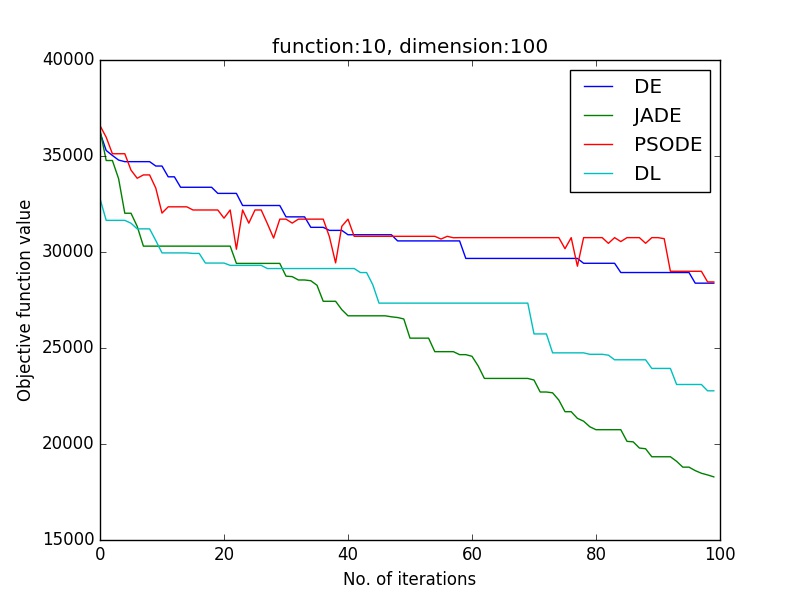 function:10, dimension:100
40000
35000
30000
25000
20000
15000
Objective function value
0
20
40
60
80
100
No. of iterations
DE
JADE
PSODE
DL